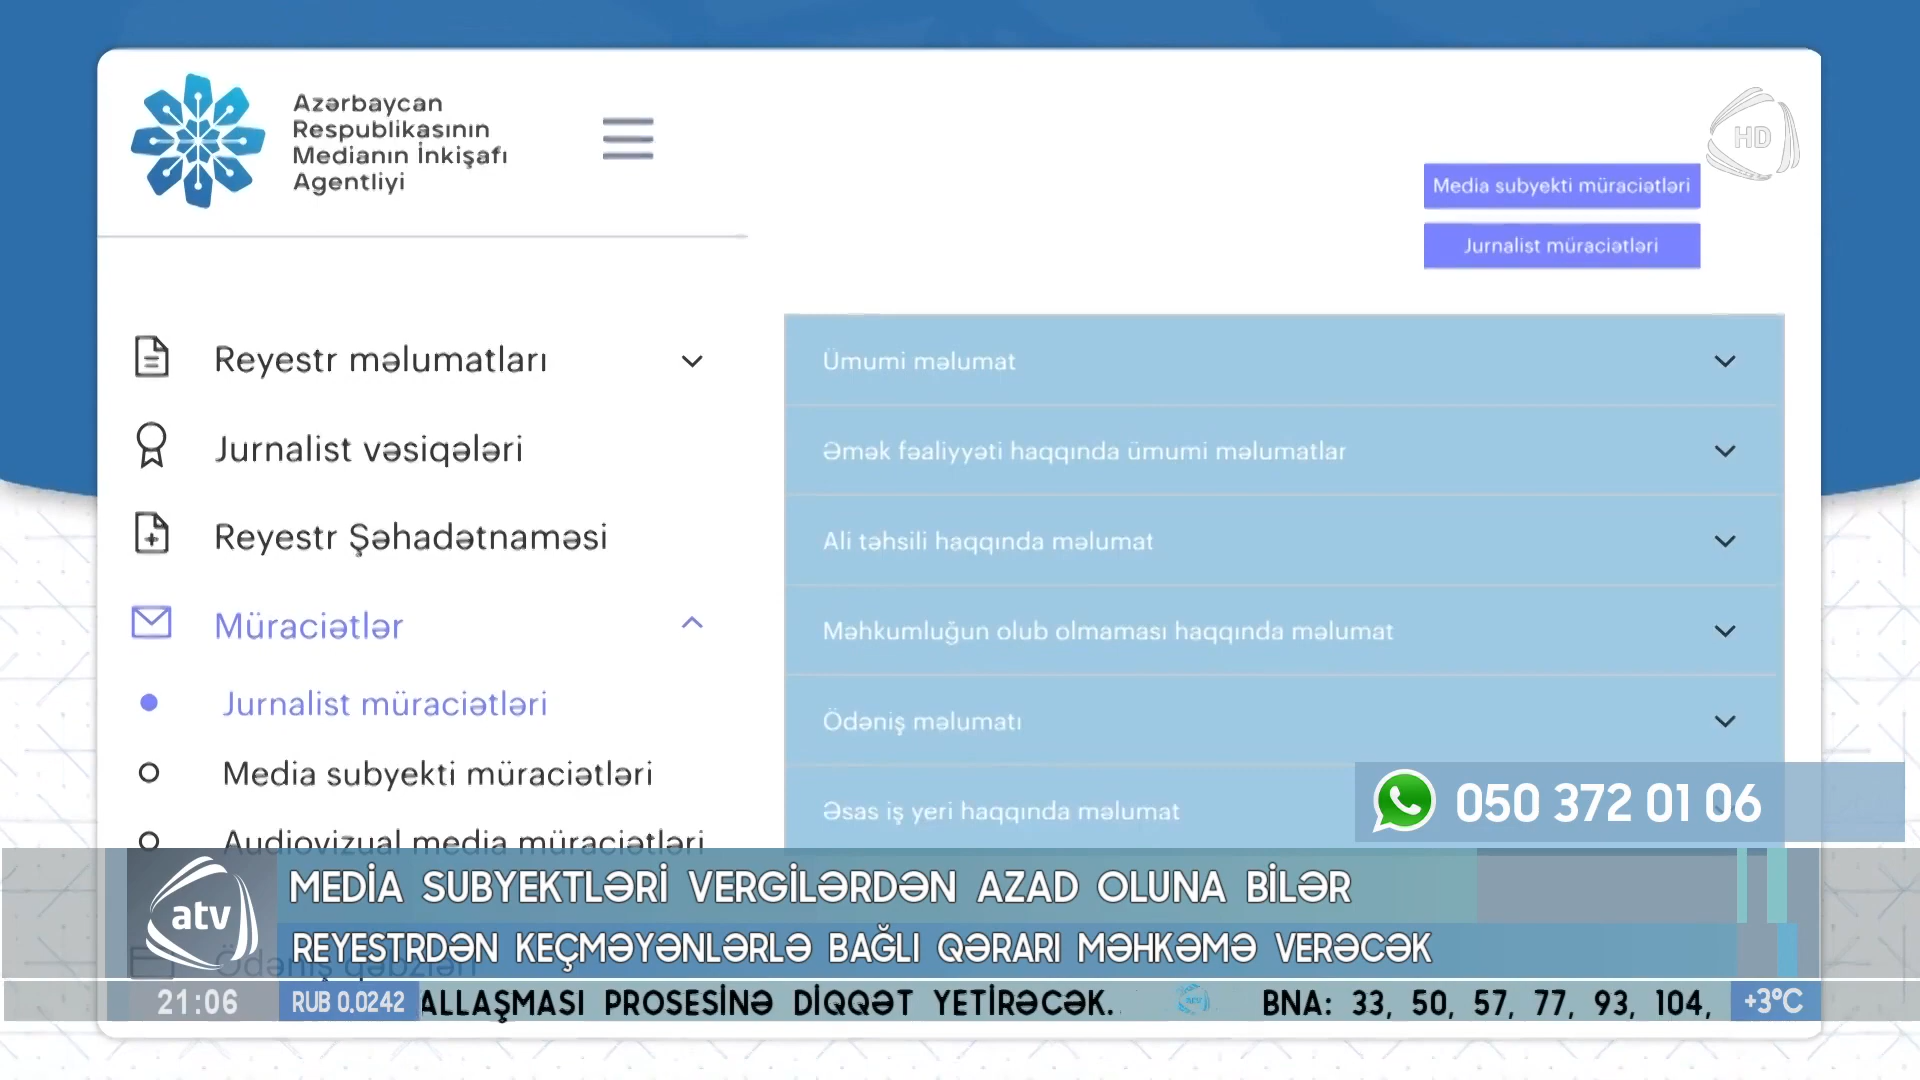 Azərbaycan
Respublikasının
Medianın İnkişafı
Agentliyi
HD
Media subyekti müraciətləri
Jurnalist müraciətləri
Reyestr məlumatları
Jurnalist vəsiqələri
Reyestr Şəhadətnaməsi
Müraciətlər
Jurnalist müraciətləri
Media subyekti müraciətləri
Audiovizual media müraciətləri
Ödəniş qəbzləri
Ümumi məlumat
Əmək fəaliyyəti haqqında ümumi məlumatlar
Ali təhsili haqqında məlumat
Məhkumluğun olub olmaması haqqında məlumat
Ödəniş məlumatı
Əsas iş yeri haqqında məlumat
050 372 01 06
atv
MEDİA SUBYEKTLƏRİ VERGİLƏRDƏN AZAD OLUNA BİLƏR
REYESTRDƏN KEÇMƏYƏNLƏRLƏ BAĞLI QƏRARI MƏHKƏMƏ VERƏCƏK
21:06 RUB 0.0242 ALLAŞMASI PROSESİNƏ DİQQƏT YETİRƏCƏK. atv BNA: 33, 50, 57, 77, 93, 104, +3°C